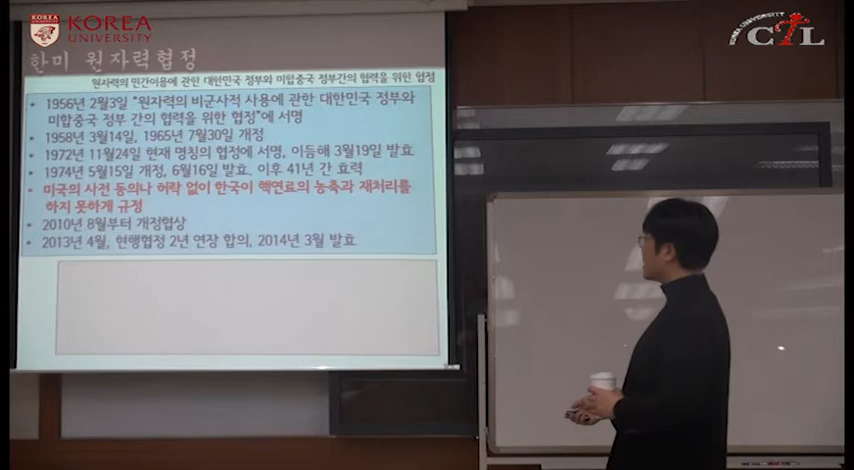 KOREA
KOREA
UNIVERSITY
KOREA UNIVERSITY
CTL
한미 원자력협정
원자력의 민간이용에 관한 대한민국 정부와 미합중국 정부간의 협력을 위한 협정
• 1956년 2월3일 "원자력의 비군사적 사용에 관한 대한민국 정부와
미합중국 정부 간의 협력을 위한 협정"에 서명
• 1958년 3월14일, 1965년 7월30일 개정
• 1972년 11월24일 현재 명칭의 협정에 서명, 이듬해 3월19일 발효
• 1974년 5월15일 개정, 6월16일 발효. 이후 41년 간 효력
• 미국의 사전 동의나 허락 없이 한국이 핵연료의 농축과 재처리를
하지 못하게 규정
• 2010년 8월부터 개정협상
• 2013년 4월, 현행협정 2년 연장 합의, 2014년 3월 발효